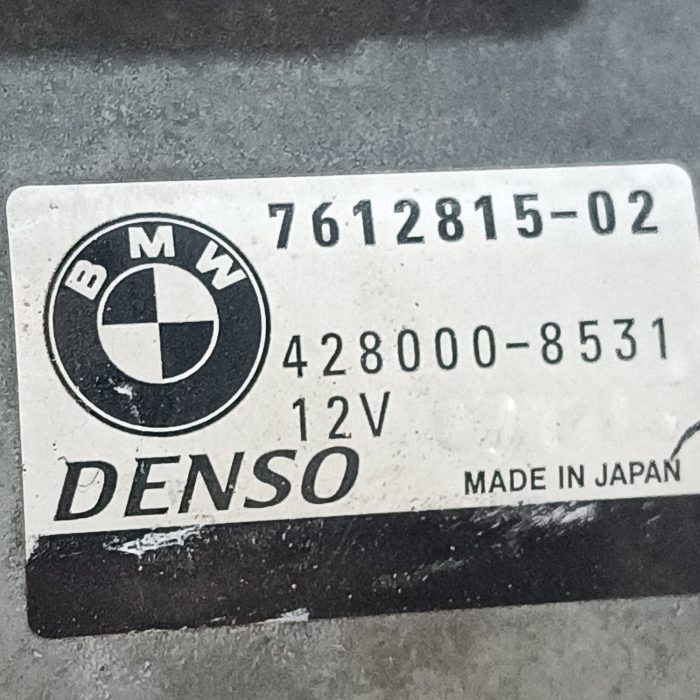 BMW
7612815-02
428000-8531
12V
DENSO
MADE IN JAPAN